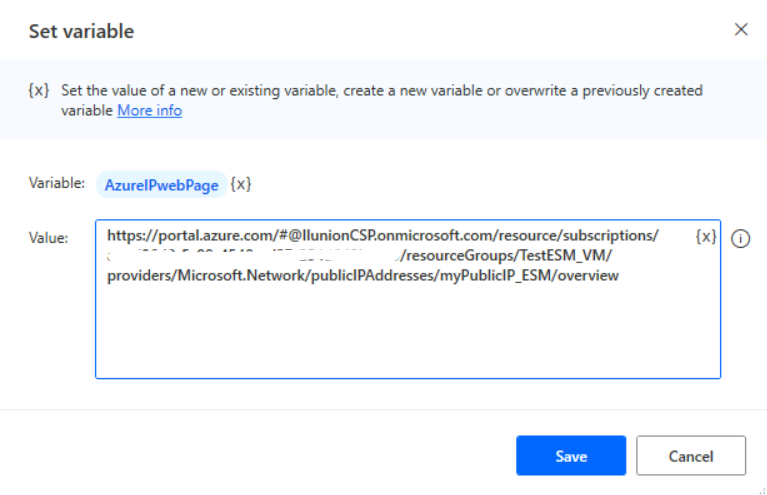 Set variable
{x} Set the value of a new or existing variable, create a new variable or overwrite a previously created
variable More info
Variable: AzureIPwebPage {x}
Value: https://portal.azure.com/#@IlunionCSP.onmicrosoft.com/resource/subscriptions/ {x}
/resourceGroups/TestESM_VM/
providers/Microsoft.Network/publicIPAddresses/myPublicIP_ESM/overview
Save Cancel